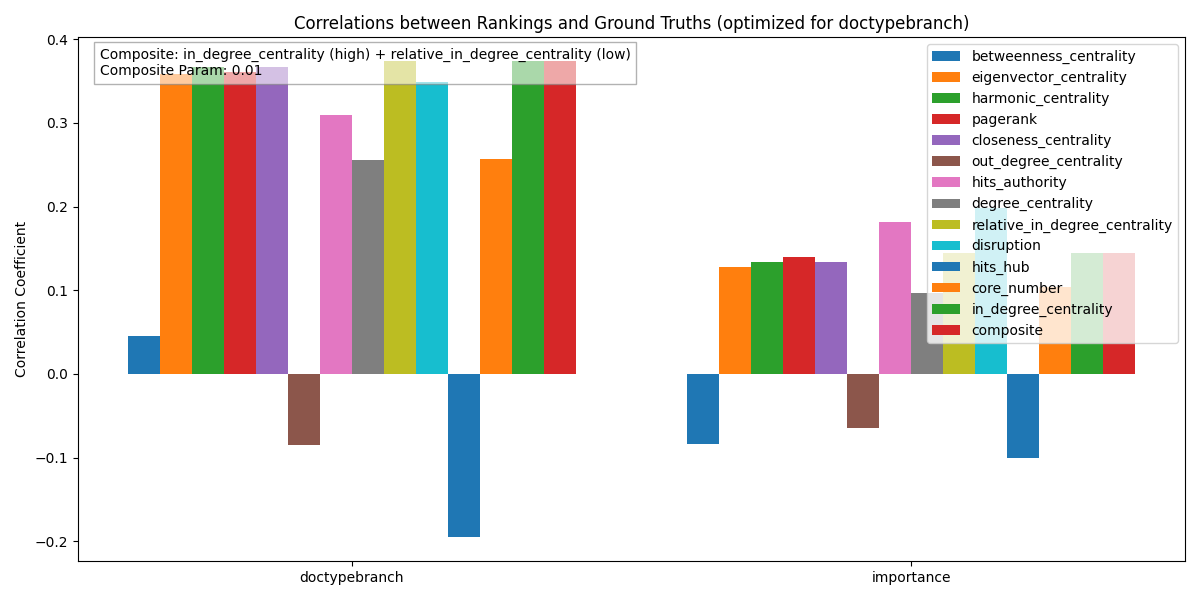 Correlations between Rankings and Ground Truths (optimized for doctypebranch)
Composite: in_degree_centrality (high) + relative_in_degree_centrality (low)
Composite Param: 0.01
betweenness_centrality
eigenvector_centrality
harmonic_centrality
pagerank
closeness_centrality
out_degree_centrality
hits_authority
degree_centrality
relative_in_degree_centrality
disruption
hits_hub
core_number
in_degree_centrality
composite
Correlation Coefficient
0.4
0.3
0.2
0.1
0.0
−0.1
−0.2
doctypebranch
importance